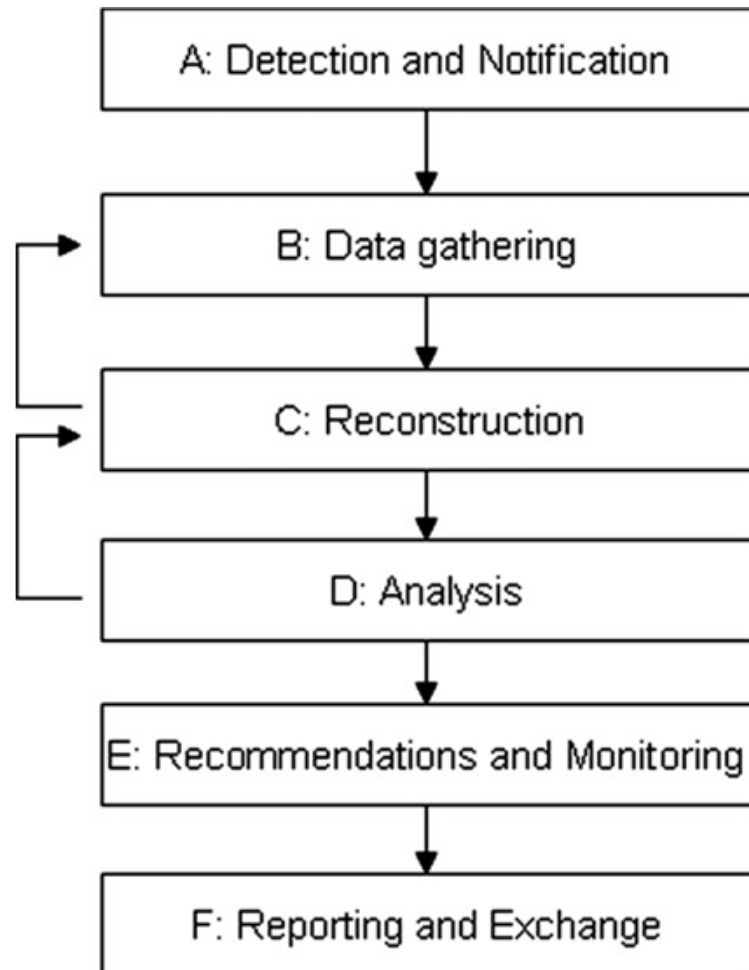 A: Detection and Notification
B: Data gathering
C: Reconstruction
D: Analysis
E: Recommendations and Monitoring
F: Reporting and Exchange